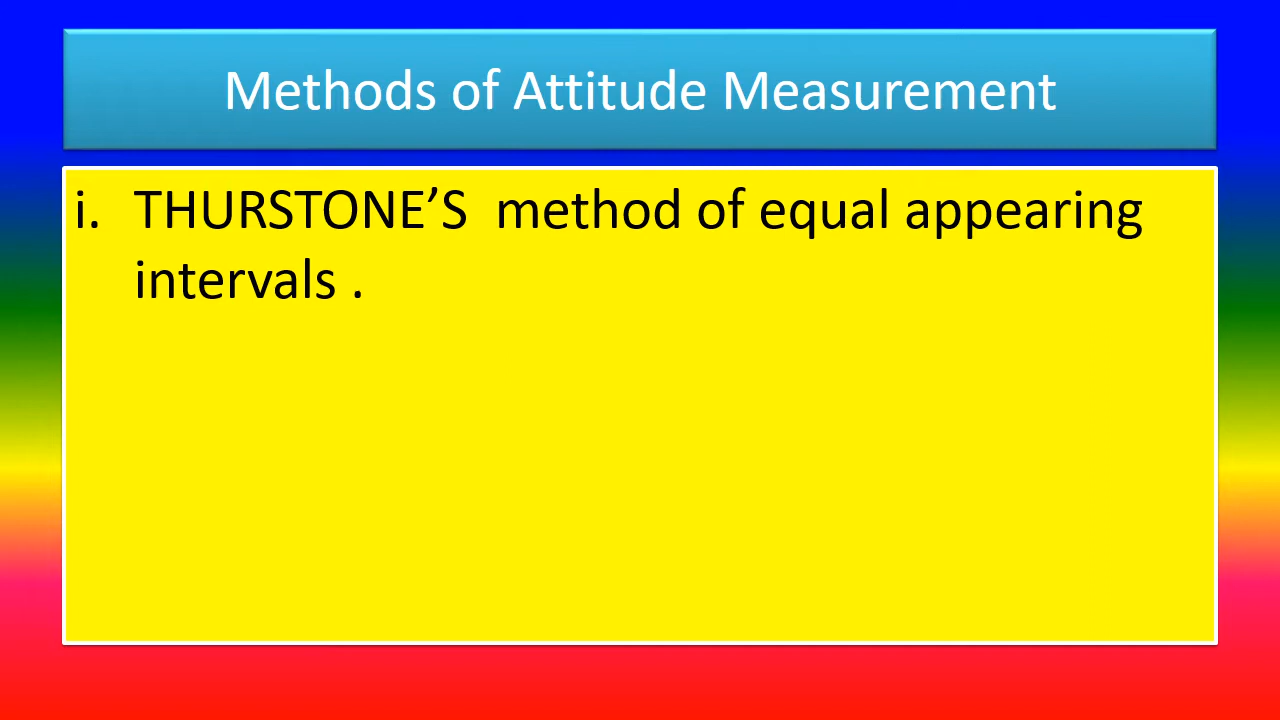 Methods of Attitude Measurement
i. THURSTONE’S method of equal appearing
intervals .